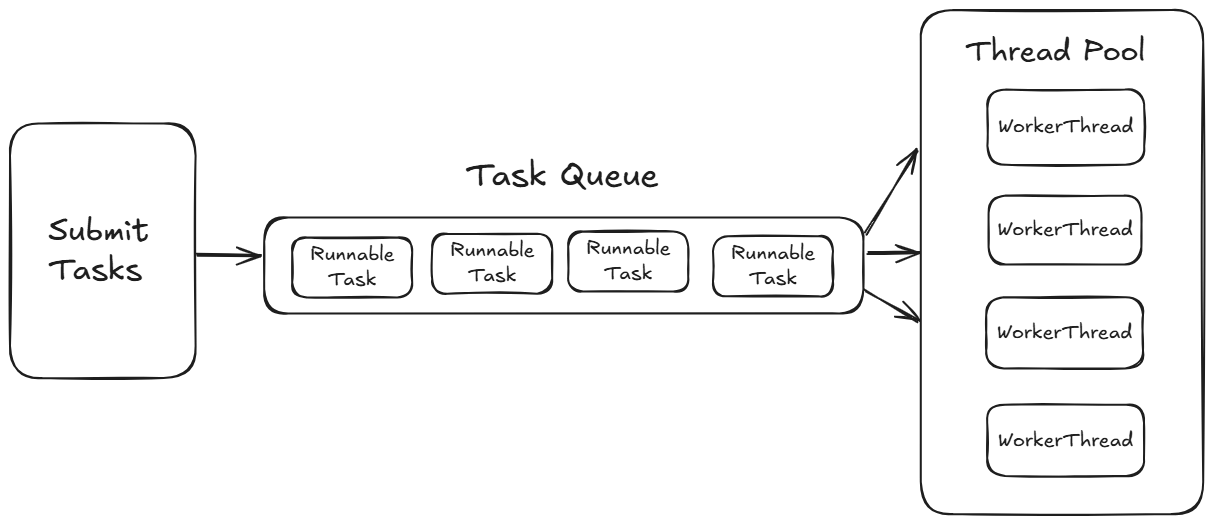 Submit
Tasks
Task Queue
Runnable
Task
Runnable
Task
Runnable
Task
Runnable
Task
Thread Pool
WorkerThread
WorkerThread
WorkerThread
WorkerThread